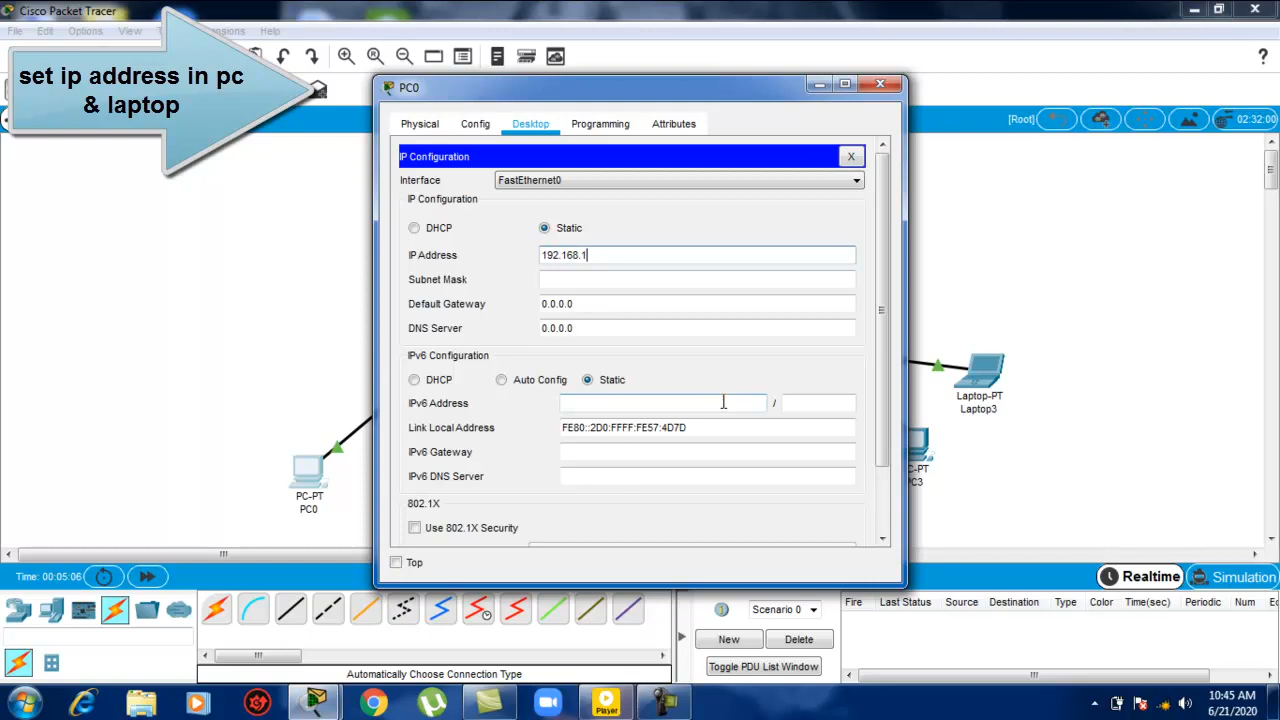 Cisco Packet Tracer
File Edit Options View
Help
set ip address in pc
& laptop
?
[Root]
02:32:00
PC0
Physical Config Desktop Programming Attributes
IP Configuration
X
Interface
FastEthernet0
IP Configuration
DHCP
Static
IP Address
192.168.1
Subnet Mask
Default Gateway
0.0.0.0
DNS Server
0.0.0.0
IPv6 Configuration
DHCP
Auto Config
Static
IPv6 Address
/
Link Local Address
FE80::2D0:FFFF:FE57:4D7D
IPv6 Gateway
IPv6 DNS Server
802.1X
Use 802.1X Security
Top
PC-PT
PC0
Laptop-PT
Laptop3
C-PT
PC3
Time: 00:05:06
Realtime
Simulation
Scenario 0
New
Delete
Toggle PDU List Window
Fire Last Status Source Destination Type Color Time(sec) Periodic Num
Automatically Choose Connection Type
Player
10:45 AM
6/21/2020